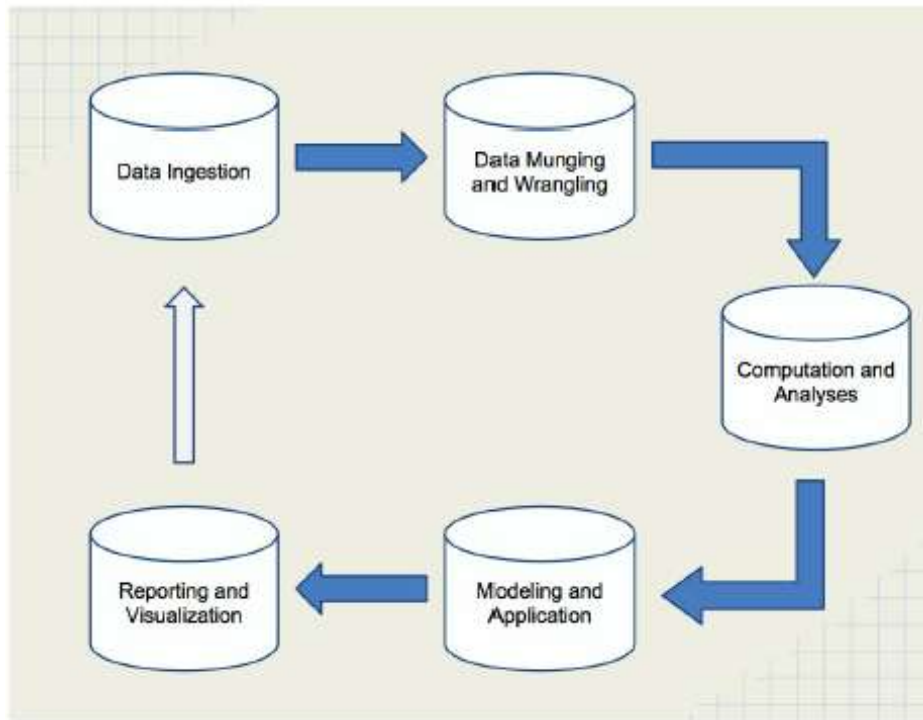 Data Ingestion
Data Munging
and Wrangling
Computation and
Analyses
Modeling and
Application
Reporting and
Visualization